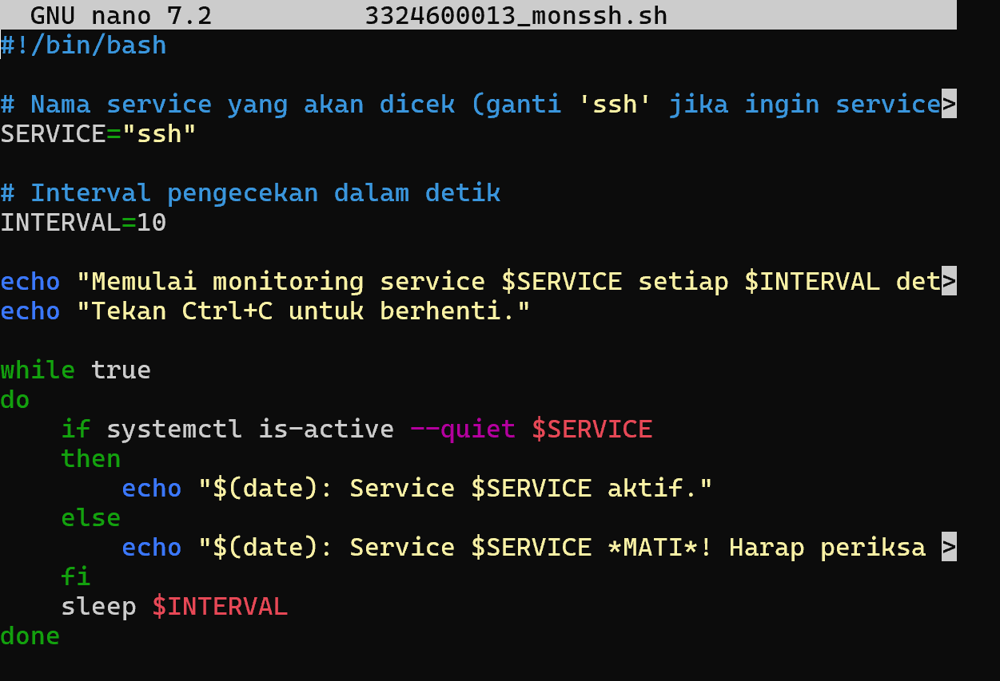 GNU nano 7.2 3324600013_monssh.sh
#!/bin/bash
# Nama service yang akan dicek (ganti 'ssh' jika ingin service>
SERVICE="ssh"
# Interval pengecekan dalam detik
INTERVAL=10
echo "Memulai monitoring service $SERVICE setiap $INTERVAL det>
echo "Tekan Ctrl+C untuk berhenti."
while true
do
    if systemctl is-active --quiet $SERVICE
    then
        echo "$(date): Service $SERVICE aktif."
    else
        echo "$(date): Service $SERVICE *MATI*! Harap periksa >
    fi
    sleep $INTERVAL
done